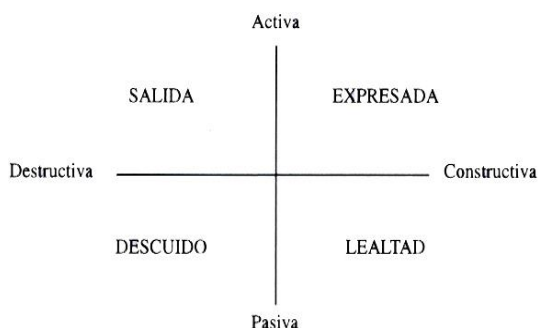 Activa
SALIDA EXPRESADA
Destructiva Constructiva
DESCUIDO LEALTAD
Pasiva